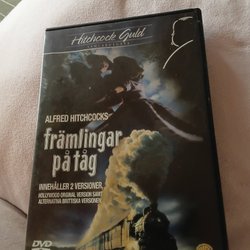 Hitchcock Guld
ALFRED HITCHCOCKS
främlingar
på tåg
INNEHÅLLER 2 VERSIONER,
HOLLYWOOD ORIGINAL VERSION SAMT
ALTERNATIVA BRITTISKA VERSIONEN
DVD